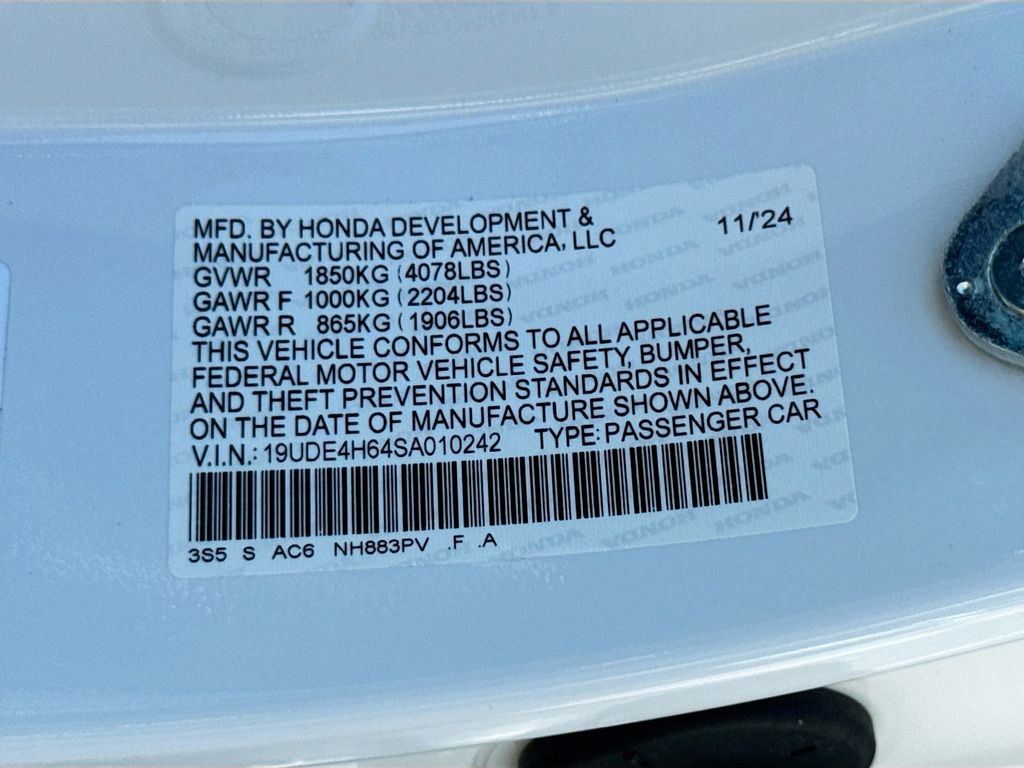 MFD. BY HONDA DEVELOPMENT & 11/'24
MANUFACTURING OF AMERICA, LLC
GVWR 1850KG (4078LBS)
GAWR F 1000KG (2204LBS)
GAWR R 865KG (1906LBS)
THIS VEHICLE CONFORMS TO ALL APPLICABLE
FEDERAL MOTOR VEHICLE SAFETY, BUMPER,
AND THEFT PREVENTION STANDARDS IN EFFECT
ON THE DATE OF MANUFACTURE SHOWN ABOVE.
V.I.N.: 19UDE4H64SA010242 TYPE: PASSENGER CAR
3S5 S AC6 NH883PV .F .A